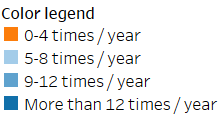 Color legend
0-4 times / year
5-8 times / year
9-12 times / year
More than 12 times / year